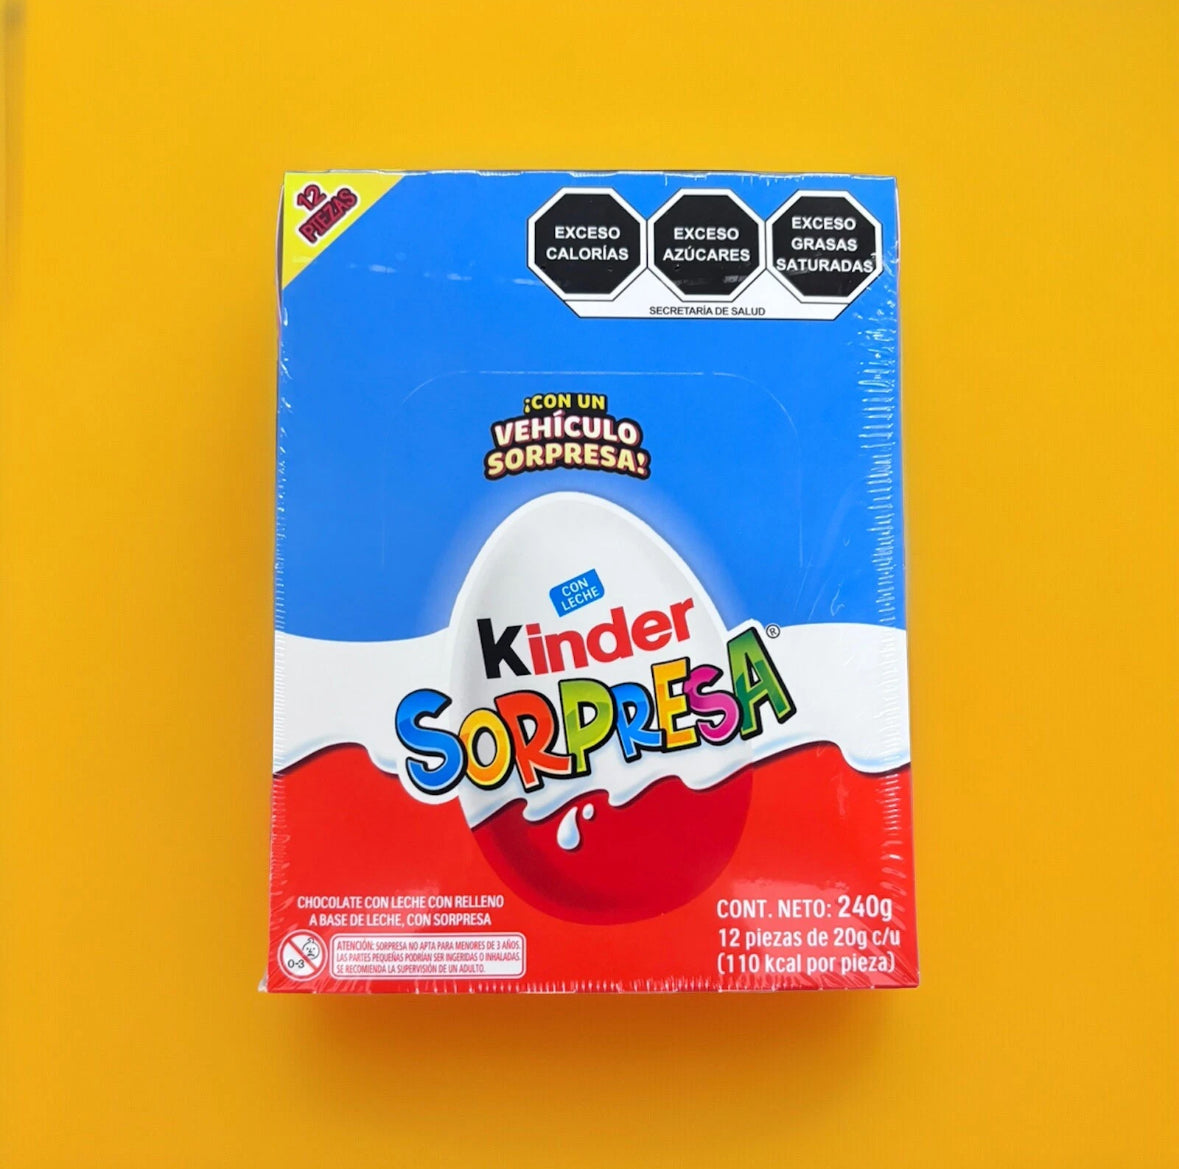 12
PIEZAS
EXCESO
CALORÍAS
EXCESO
AZÚCARES
EXCESO
GRASAS
SATURADAS
SECRETARÍA DE SALUD
¡CON UN
VEHÍCULO
SORPRESA!
CON
LECHE
Kinder
SORPRESA®
CHOCOLATE CON LECHE CON RELLENO
A BASE DE LECHE, CON SORPRESA
0-3
ATENCIÓN: SORPRESA NO APTA PARA MENORES DE 3 AÑOS.
LAS PARTES PEQUEÑAS PODRÍAN SER INGERIDAS O INHALADAS.
SE RECOMIENDA LA SUPERVISIÓN DE UN ADULTO.
CONT. NETO: 240g
12 piezas de 20g c/u
(110 kcal por pieza)